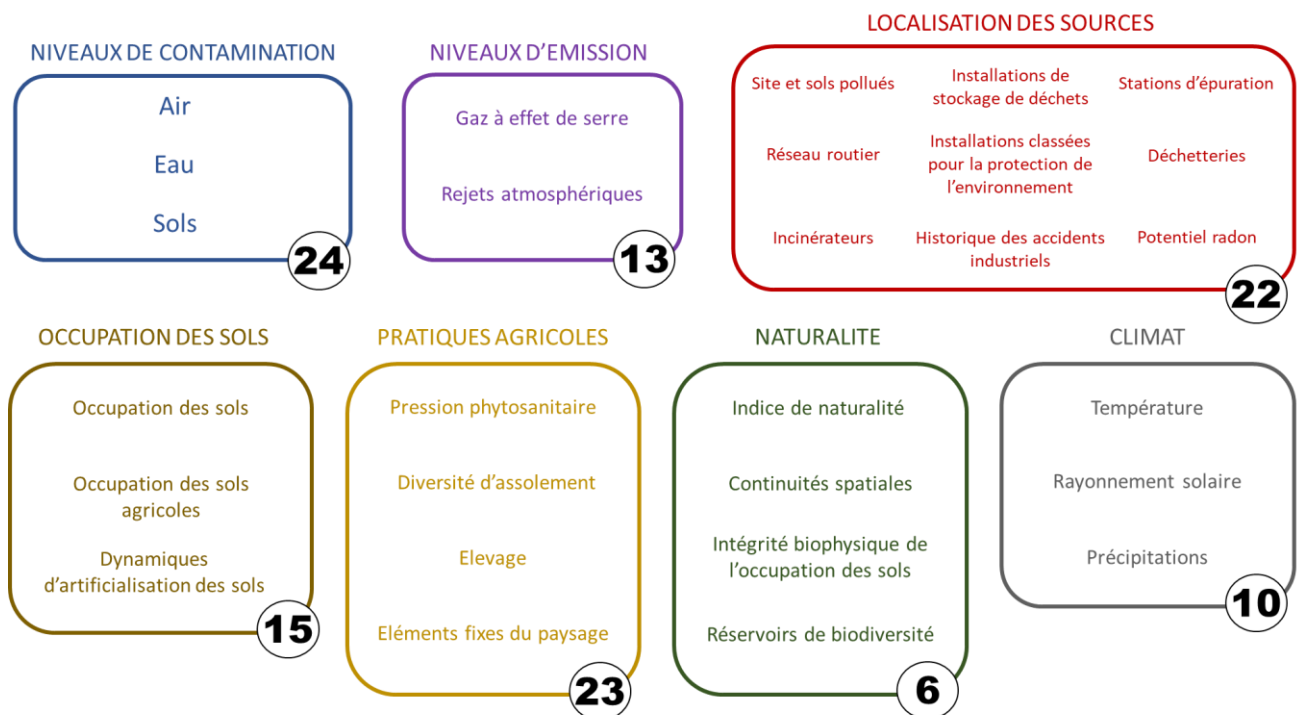 NIVEAUX DE CONTAMINATION
Air
Eau
Sols
24
NIVEAUX D'EMISSION
Gaz à effet de serre
Rejets atmosphériques
13
LOCALISATION DES SOURCES
Site et sols pollués
Installations de
stockage de déchets
Stations d'épuration
Réseau routier
Installations classées
pour la protection de
l'environnement
Déchetteries
Incinérateurs
Historique des accidents
industriels
Potentiel radon
22
OCCUPATION DES SOLS
Occupation des sols
Occupation des sols
agricoles
Dynamiques
d'artificialisation des sols
15
PRATIQUES AGRICOLES
Pression phytosanitaire
Diversité d'assolement
Elevage
Eléments fixes du paysage
23
NATURALITE
Indice de naturalité
Continuités spatiales
Intégrité biophysique de
l'occupation des sols
Réservoirs de biodiversité
6
CLIMAT
Température
Rayonnement solaire
Précipitations
10